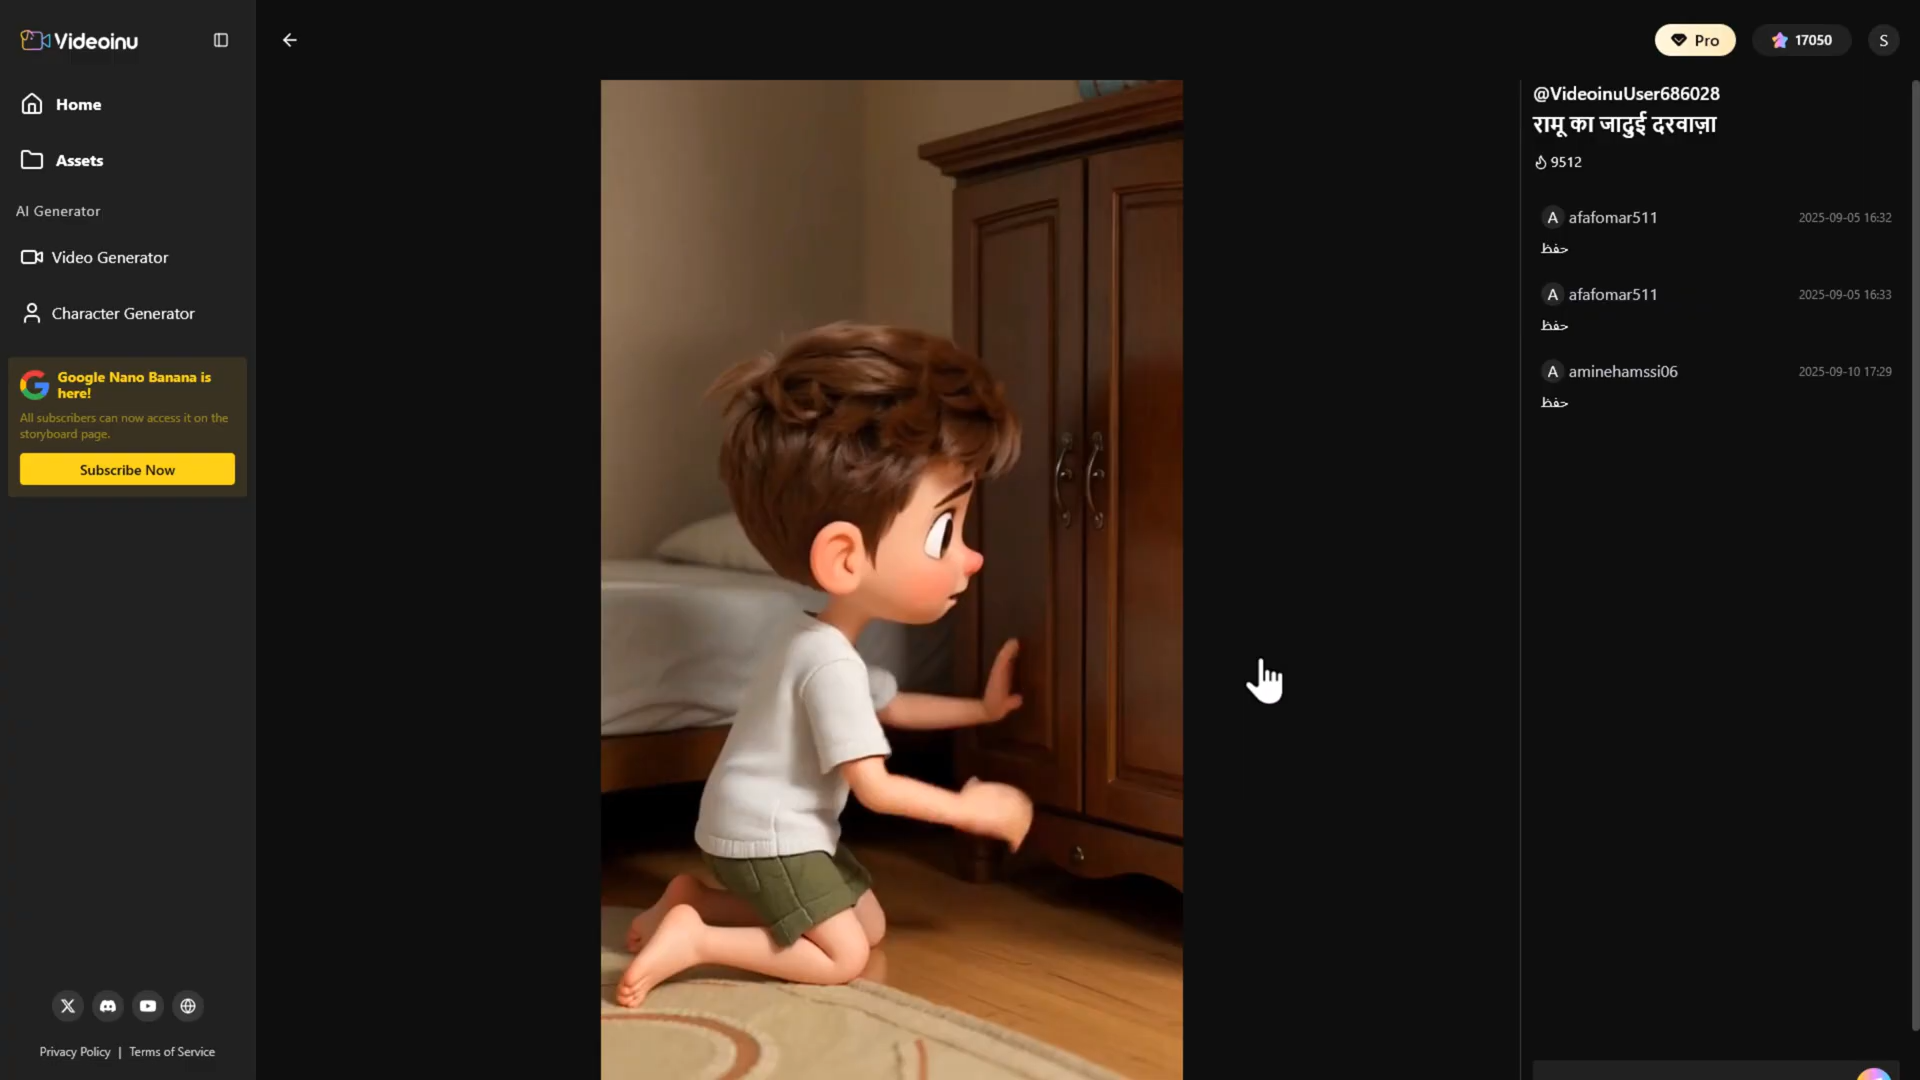 Videoinu
Home
Assets
AI Generator
Video Generator
Character Generator
Google Nano Banana is
here!
All subscribers can now access it on the
storyboard page.
Subscribe Now
Privacy Policy | Terms of Service
Pro
17050
S
@VideoinuUser686028
रामू का जादुई दरवाज़ा
9512
A afafomar511 2025-09-05 16:32
حفظ
A afafomar511 2025-09-05 16:33
حفظ
A aminehamssi06 2025-09-10 17:29
حفظ